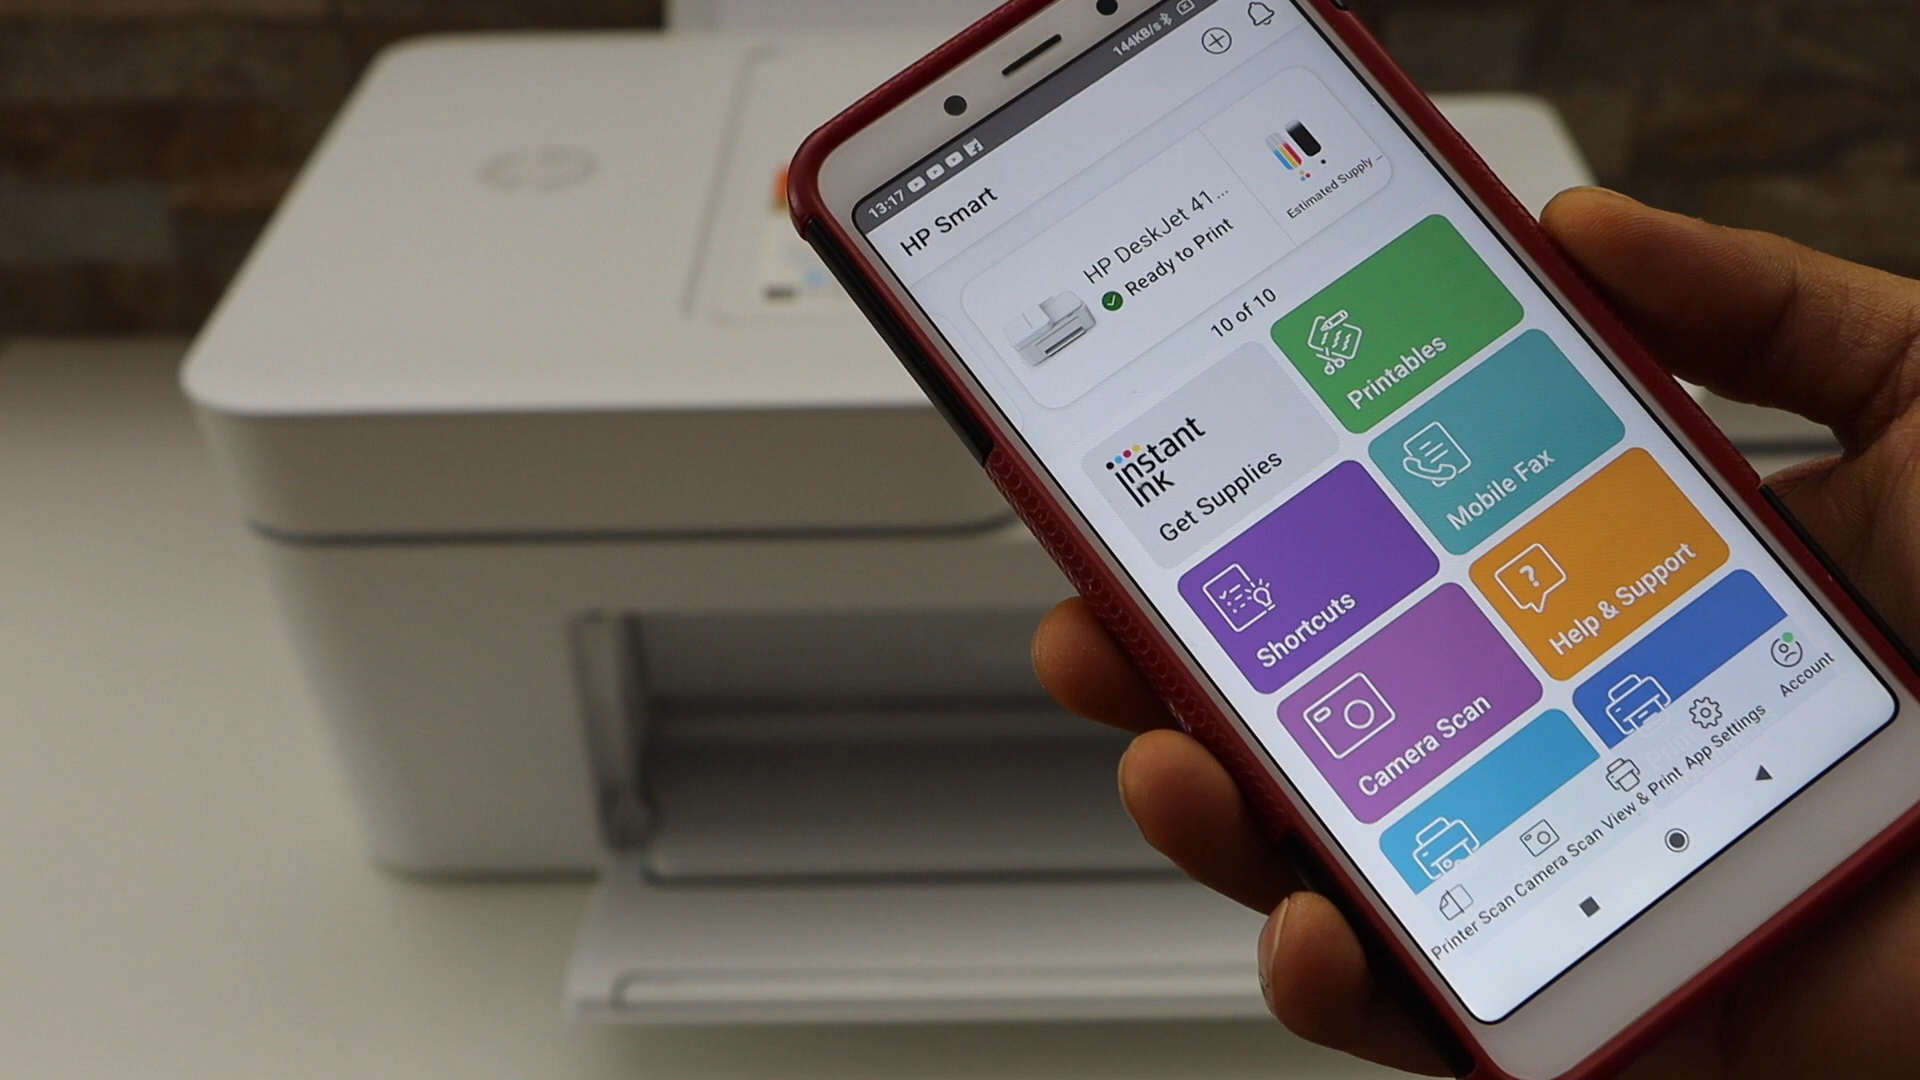 13:17
144KB/s
HP Smart
HP DeskJet 41...
Ready to Print
Estimated Supply ...
10 of 10
instant
ink
Get Supplies
Printables
Shortcuts
Mobile Fax
Camera Scan
Help & Support
Printer Scan
Camera Scan
View & Print
App Settings
Account
hp